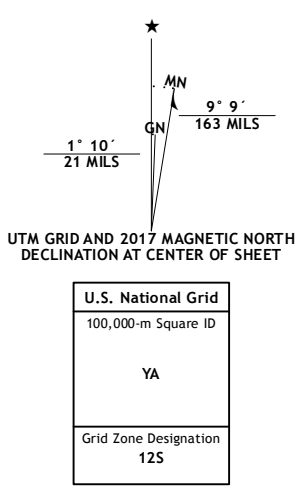 MN
9° 9´
163 MILS
GN
1° 10´
21 MILS
UTM GRID AND 2017 MAGNETIC NORTH
DECLINATION AT CENTER OF SHEET
U.S. National Grid
100,000-m Square ID
YA
Grid Zone Designation
12S